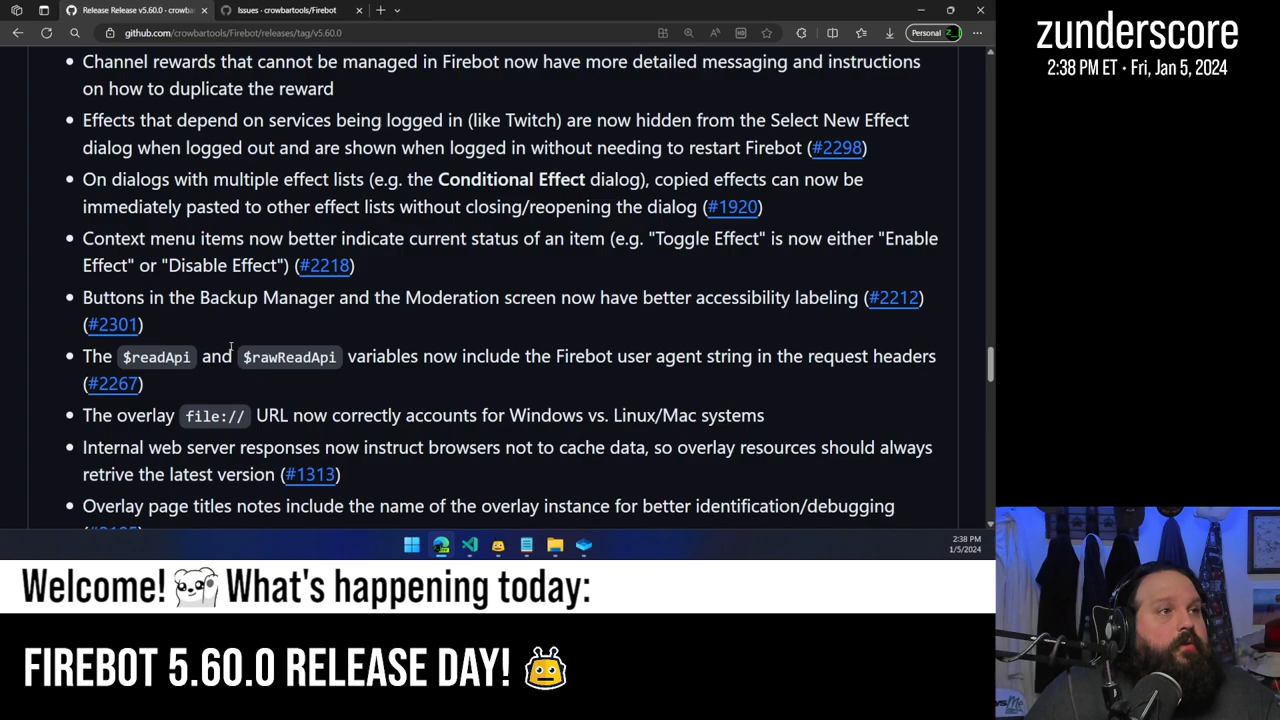 Release Release v5.60.0 · crowb
Issues · crowbartools/Firebot
github.com/crowbartools/Firebot/releases/tag/v5.60.0
Personal
zunderscore
2:38 PM ET • Fri, Jan 5, 2024
Channel rewards that cannot be managed in Firebot now have more detailed messaging and instructions
on how to duplicate the reward
Effects that depend on services being logged in (like Twitch) are now hidden from the Select New Effect
dialog when logged out and are shown when logged in without needing to restart Firebot (#2298)
On dialogs with multiple effect lists (e.g. the Conditional Effect dialog), copied effects can now be
immediately pasted to other effect lists without closing/reopening the dialog (#1920)
Context menu items now better indicate current status of an item (e.g. "Toggle Effect" is now either "Enable
Effect" or "Disable Effect") (#2218)
Buttons in the Backup Manager and the Moderation screen now have better accessibility labeling (#2212)
(#2301)
The $readApi and $rawReadApi variables now include the Firebot user agent string in the request headers
(#2267)
The overlay file:// URL now correctly accounts for Windows vs. Linux/Mac systems
Internal web server responses now instruct browsers not to cache data, so overlay resources should always
retrive the latest version (#1313)
Overlay page titles notes include the name of the overlay instance for better identification/debugging
2:38 PM
1/5/2024
Welcome! What's happening today:
FIREBOT 5.60.0 RELEASE DAY!